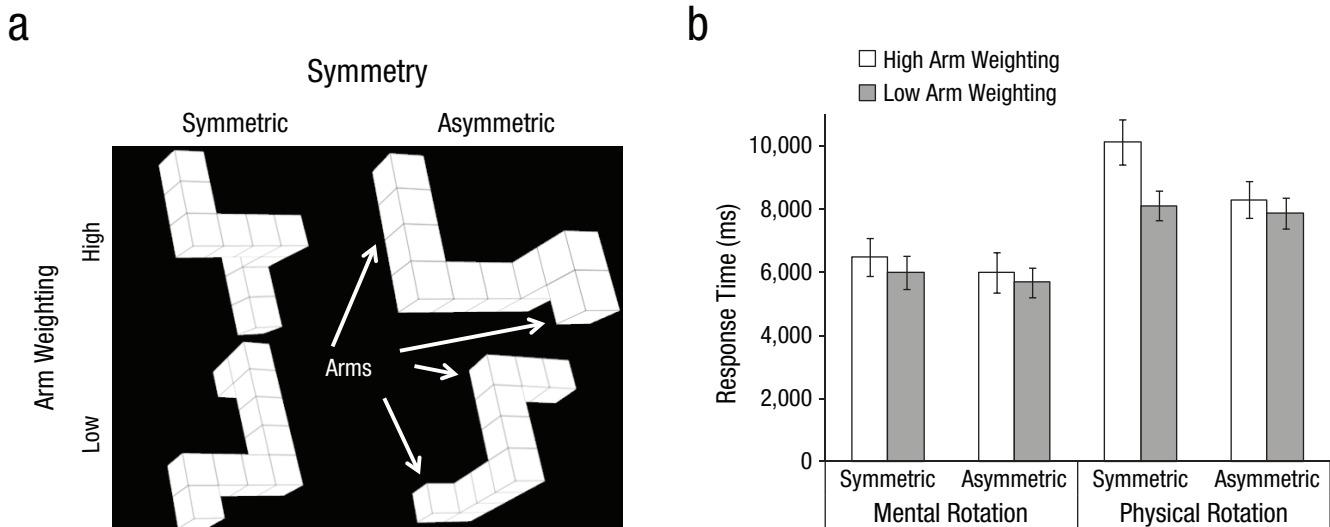 a
Symmetry
Symmetric Asymmetric
Arm Weighting
High
Low
Arms
b
High Arm Weighting
Low Arm Weighting
Response Time (ms)
10,000
8,000
6,000
4,000
2,000
0
Symmetric Asymmetric Symmetric Asymmetric
Mental Rotation Physical Rotation